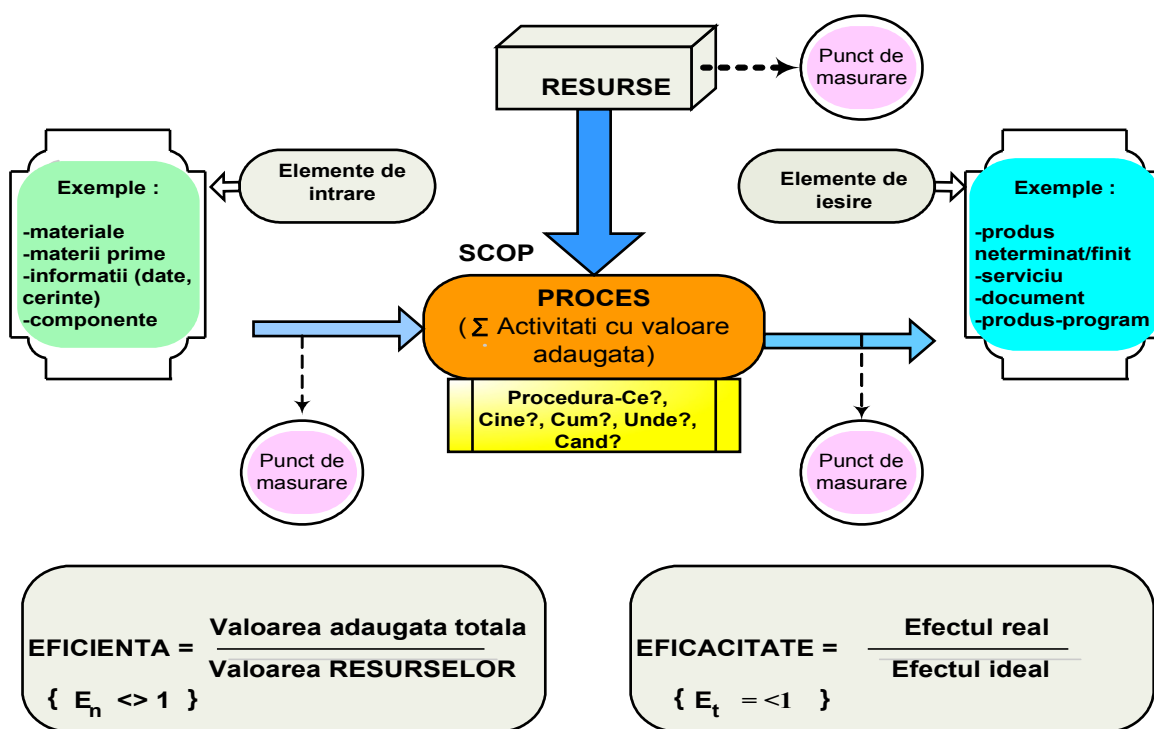 RESURSE
Punct de
masurare
Elemente de
intrare
Elemente de
iesire
Exemple :
-materiale
-materii prime
-informatii (date,
cerinte)
-componente
Exemple :
-produs
neterminat/finit
-serviciu
-document
-produs-program
SCOP
PROCES
( Σ Activitati cu valoare
adaugata)
Procedura-Ce?,
Cine?, Cum?, Unde?,
Cand?
Punct de
masurare
Punct de
masurare
EFICIENTA = Valoarea adaugata totala
Valoarea RESURSELOR
{ En <> 1 }
EFICACITATE = Efectul real
Efectul ideal
{ Et = <1 }